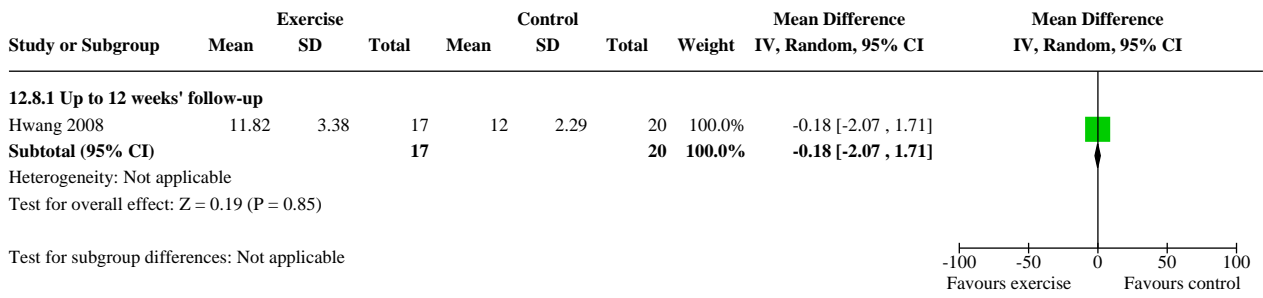 Exercise Control Mean Difference Mean Difference
Study or Subgroup Mean SD Total Mean SD Total Weight IV, Random, 95% CI IV, Random, 95% CI
12.8.1 Up to 12 weeks' follow-up
Hwang 2008 11.82 3.38 17 12 2.29 20 100.0% -0.18 [-2.07 , 1.71]
Subtotal (95% CI) 17 20 100.0% -0.18 [-2.07 , 1.71]
Heterogeneity: Not applicable
Test for overall effect: Z = 0.19 (P = 0.85)
Test for subgroup differences: Not applicable
-100 -50 0 50 100
Favours exercise Favours control